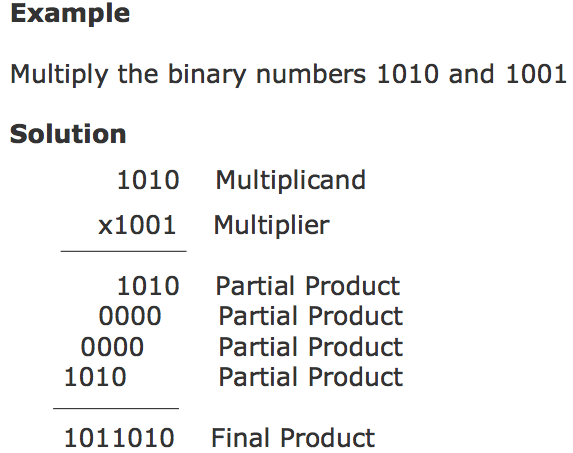 Example
Multiply the binary numbers 1010 and 1001
Solution
1010 Multiplicand
x1001 Multiplier
1010 Partial Product
0000 Partial Product
0000 Partial Product
1010 Partial Product
1011010 Final Product